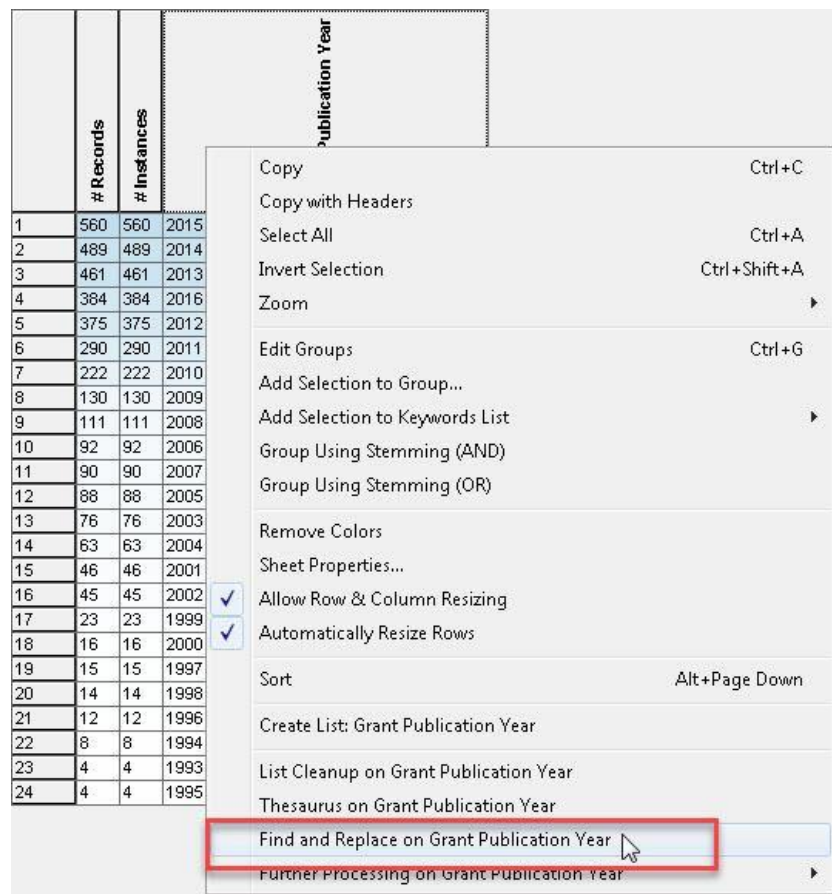 # Records # Instances Publication Year
1 560 560 2015
2 489 489 2014
3 461 461 2013
4 384 384 2016
5 375 375 2012
6 290 290 2011
7 222 222 2010
8 130 130 2009
9 111 111 2008
10 92 92 2006
11 90 90 2007
12 88 88 2005
13 76 76 2003
14 63 63 2004
15 46 46 2001
16 45 45 2002
17 23 23 1999
18 16 16 2000
19 15 15 1997
20 14 14 1998
21 12 12 1996
22 8 8 1994
23 4 4 1993
24 4 4 1995
Copy Ctrl+C
Copy with Headers
Select All Ctrl+A
Invert Selection Ctrl+Shift+A
Zoom
Edit Groups Ctrl+G
Add Selection to Group...
Add Selection to Keywords List
Group Using Stemming (AND)
Group Using Stemming (OR)
Remove Colors
Sheet Properties...
Allow Row & Column Resizing
Automatically Resize Rows
Sort Alt+Page Down
Create List: Grant Publication Year
List Cleanup on Grant Publication Year
Thesaurus on Grant Publication Year
Find and Replace on Grant Publication Year
Further Processing on Grant Publication Year